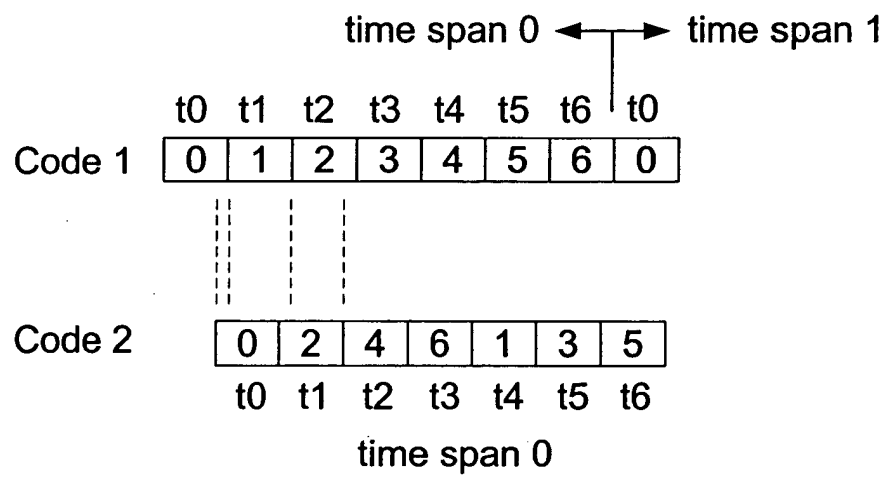 time span 0 time span 1
t0 t1 t2 t3 t4 t5 t6 t0
Code 1 0 1 2 3 4 5 6 0
Code 2 0 2 4 6 1 3 5
t0 t1 t2 t3 t4 t5 t6
time span 0